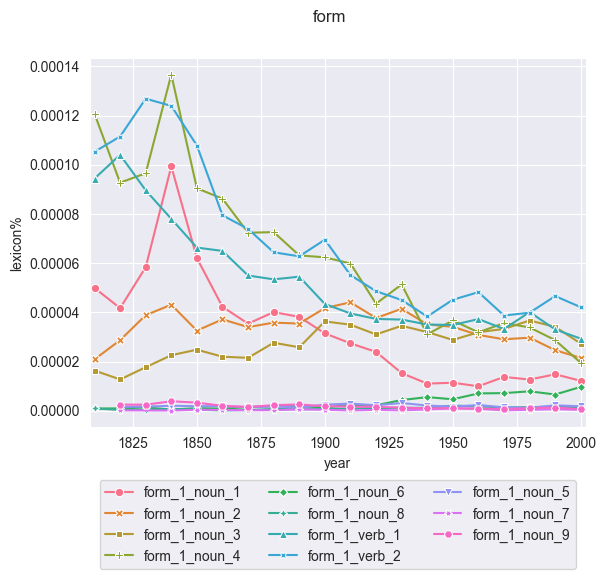 form
0.00014
0.00012
0.00010
0.00008
0.00006
0.00004
0.00002
0.00000
lexicon%
1825 1850 1875 1900 1925 1950 1975 2000
year
form_1_noun_1 form_1_noun_6 form_1_noun_5
form_1_noun_2 form_1_noun_8 form_1_noun_7
form_1_noun_3 form_1_verb_1 form_1_noun_9
form_1_noun_4 form_1_verb_2